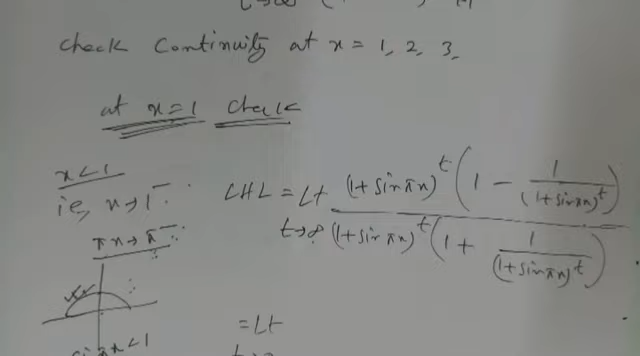 check Continuity at x = 1, 2, 3,
at x=1 check
x<1
ie, x→1⁻
πx→π⁻
LHL = Lt t→∞ (1+sinπx)^t (1 - 1/(1+sinπx)^t) / (1+sinπx)^t (1 + 1/(1+sinπx)^t)
= Lt